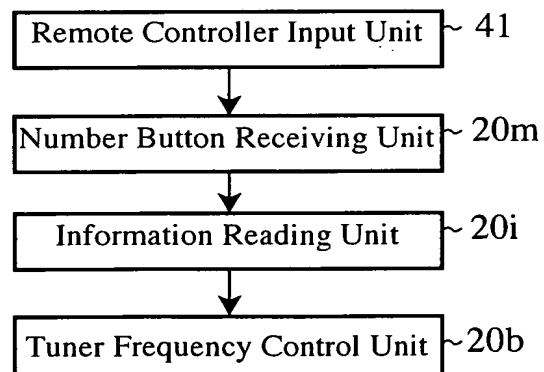 Remote Controller Input Unit ~ 41
Number Button Receiving Unit ~ 20m
Information Reading Unit ~ 20i
Tuner Frequency Control Unit ~ 20b